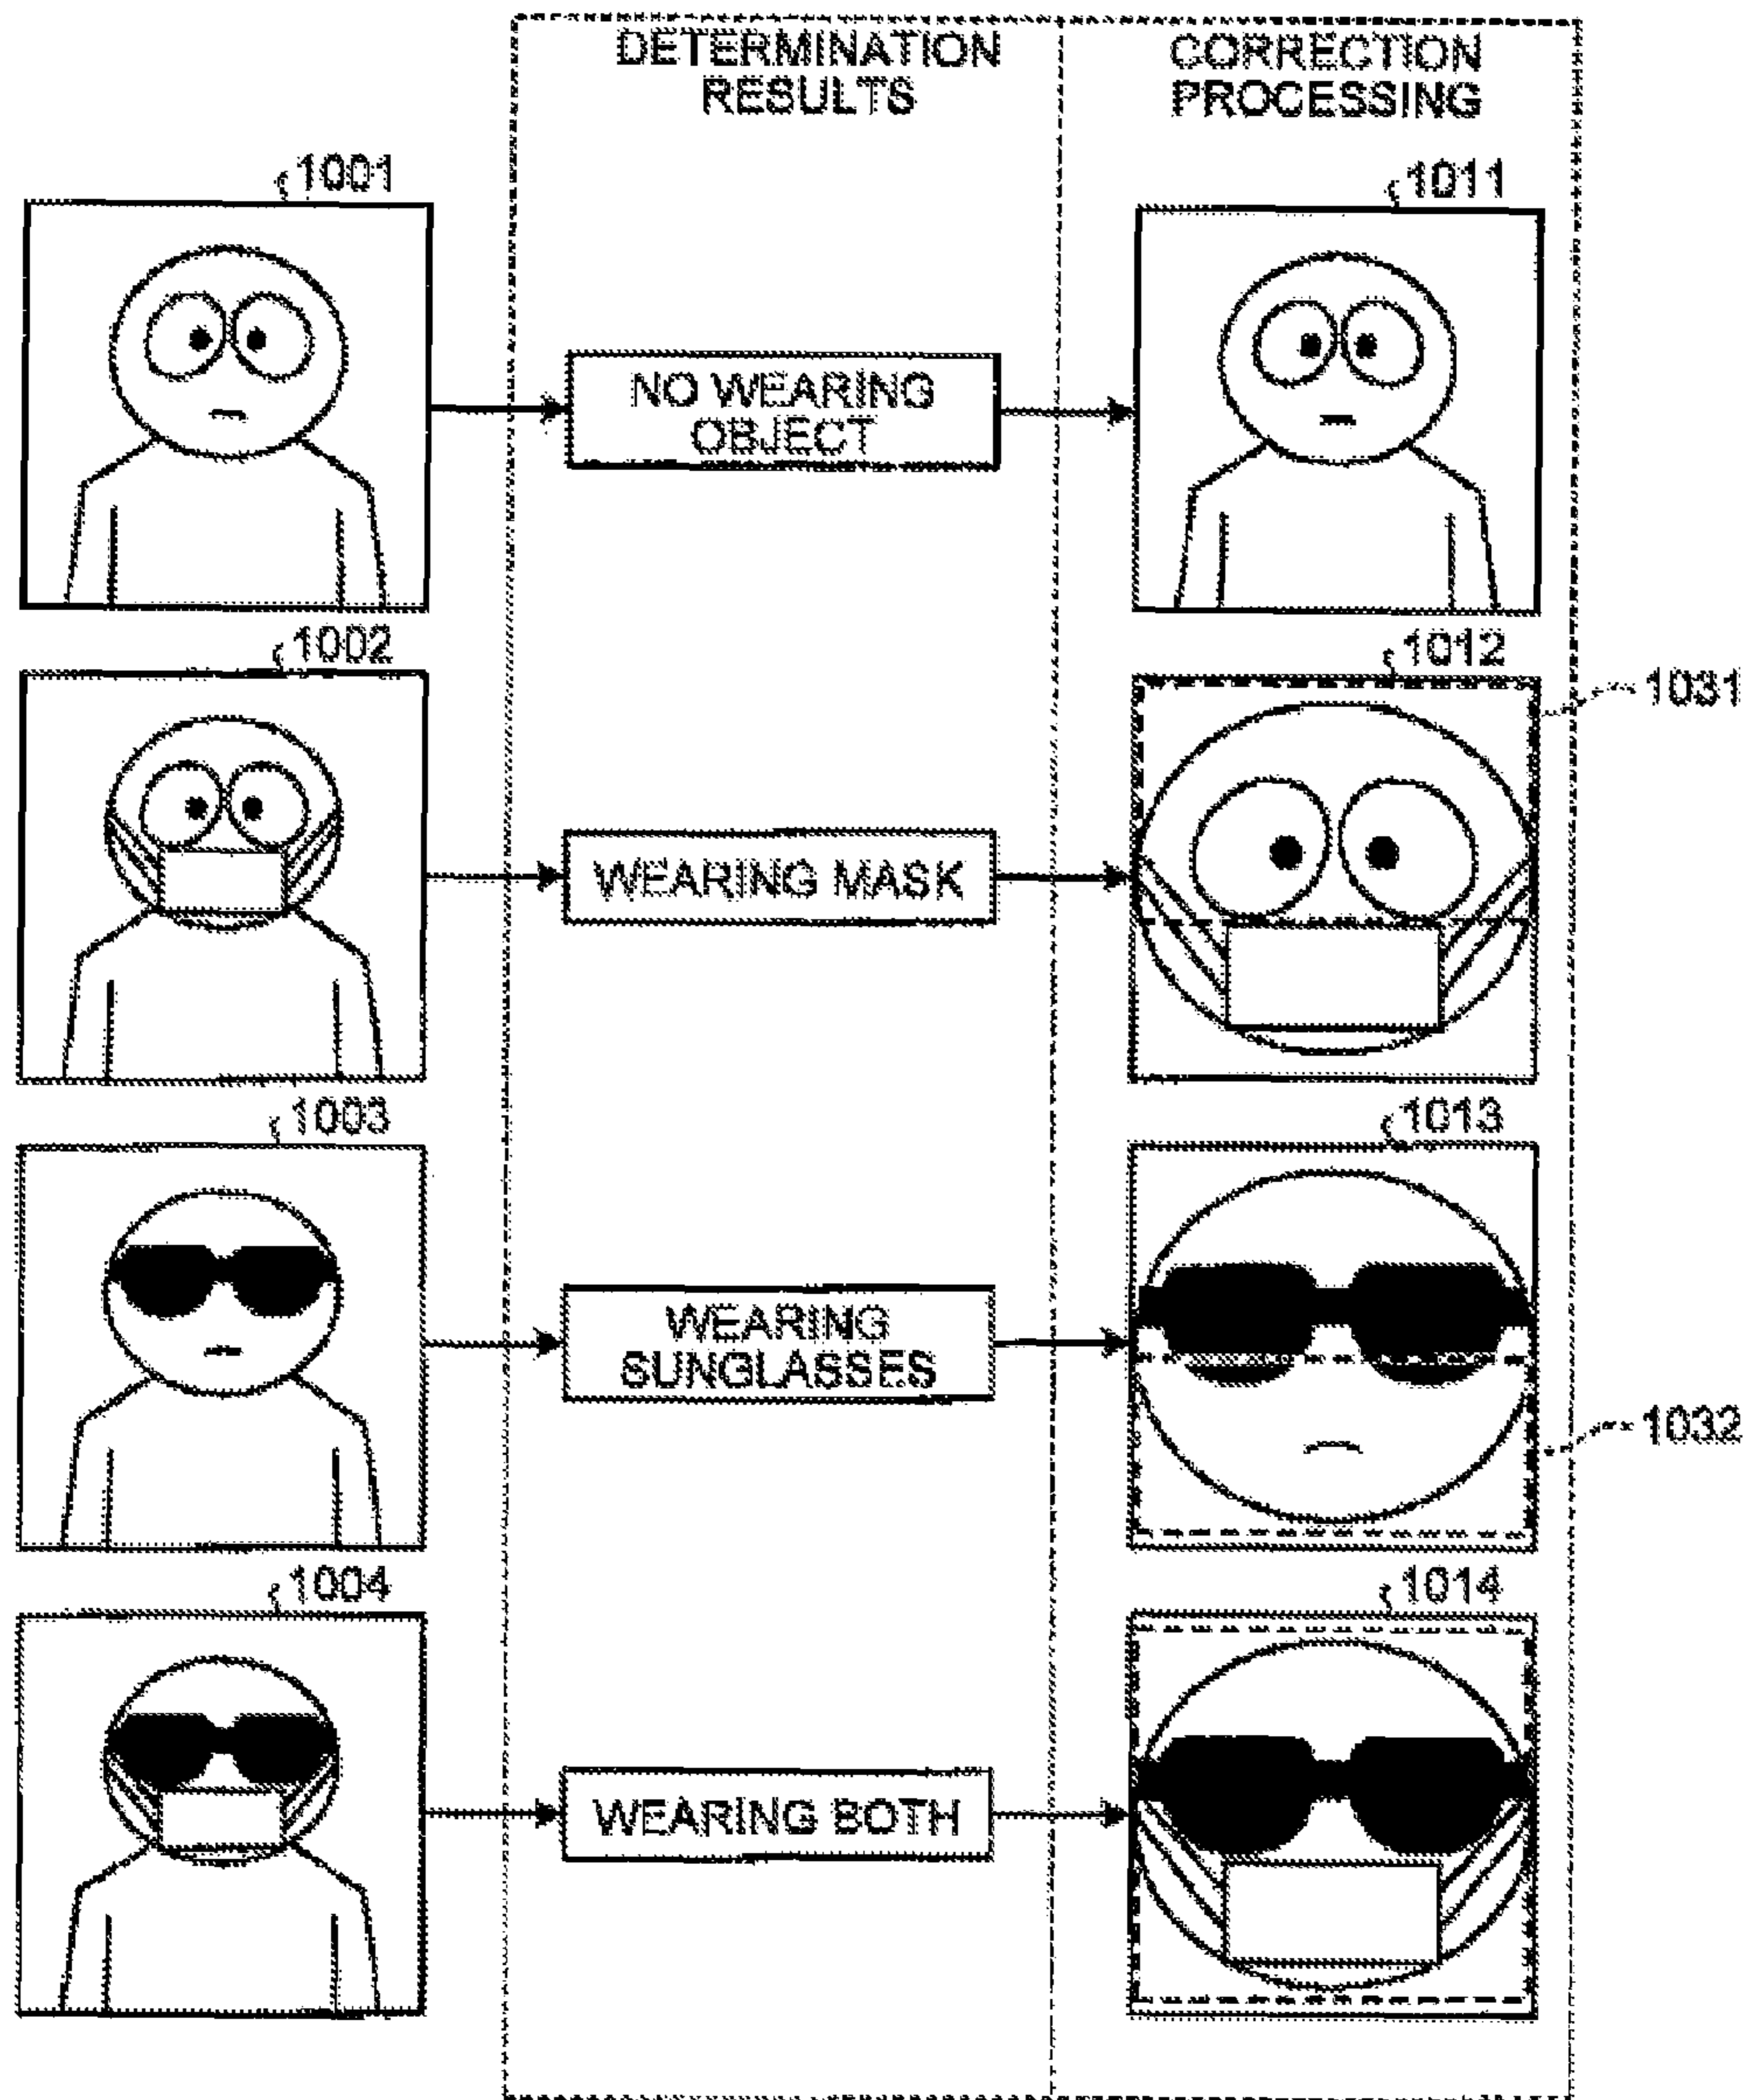 DETERMINATION
RESULTS
CORRECTION
PROCESSING
1001
1011
NO WEARING
OBJECT
1002
1012
1031
WEARING MASK
1003
1013
WEARING
SUNGLASSES
1032
1004
1014
WEARING BOTH